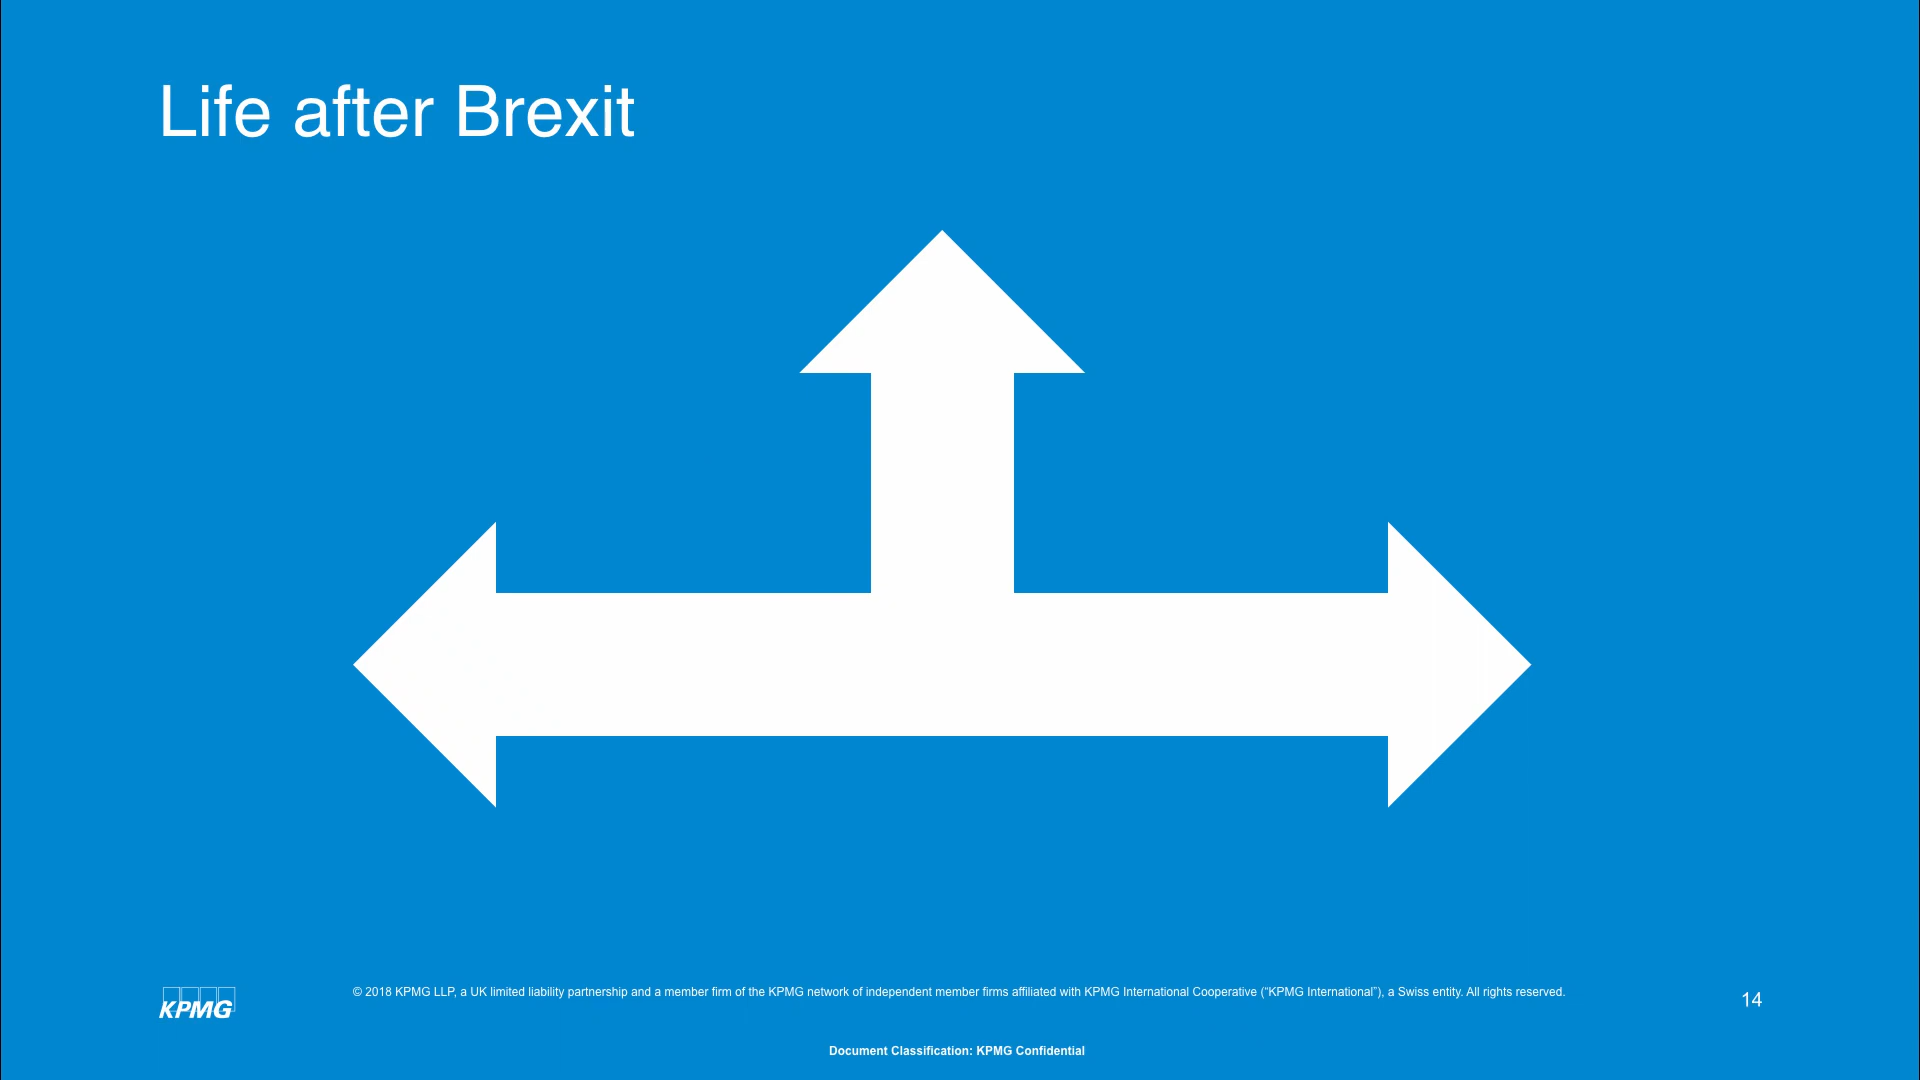 Life after Brexit
KPMG
© 2018 KPMG LLP, a UK limited liability partnership and a member firm of the KPMG network of independent member firms affiliated with KPMG International Cooperative (“KPMG International”), a Swiss entity. All rights reserved.
14
Document Classification: KPMG Confidential